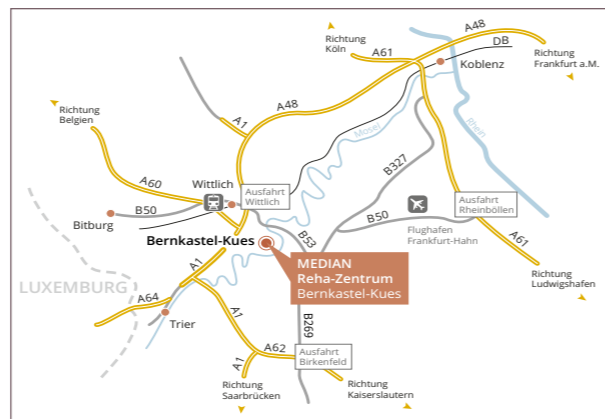 A48
DB
Richtung
Köln
A61
Koblenz
Richtung
Frankfurt a.M.
Richtung
Belgien
A1
A48
Mosel
Rhein
B327
A60
Wittlich
Ausfahrt
Wittlich
B50
Bitburg
B50
Ausfahrt
Rheinböllen
Flughafen
Frankfurt-Hahn
Bernkastel-Kues
B53
A61
MEDIAN
Reha-Zentrum
Bernkastel-Kues
A1
LUXEMBURG
A64
Trier
Richtung
Ludwigshafen
A1
B269
A62
Ausfahrt
Birkenfeld
A1
Richtung
Saarbrücken
Richtung
Kaiserslautern